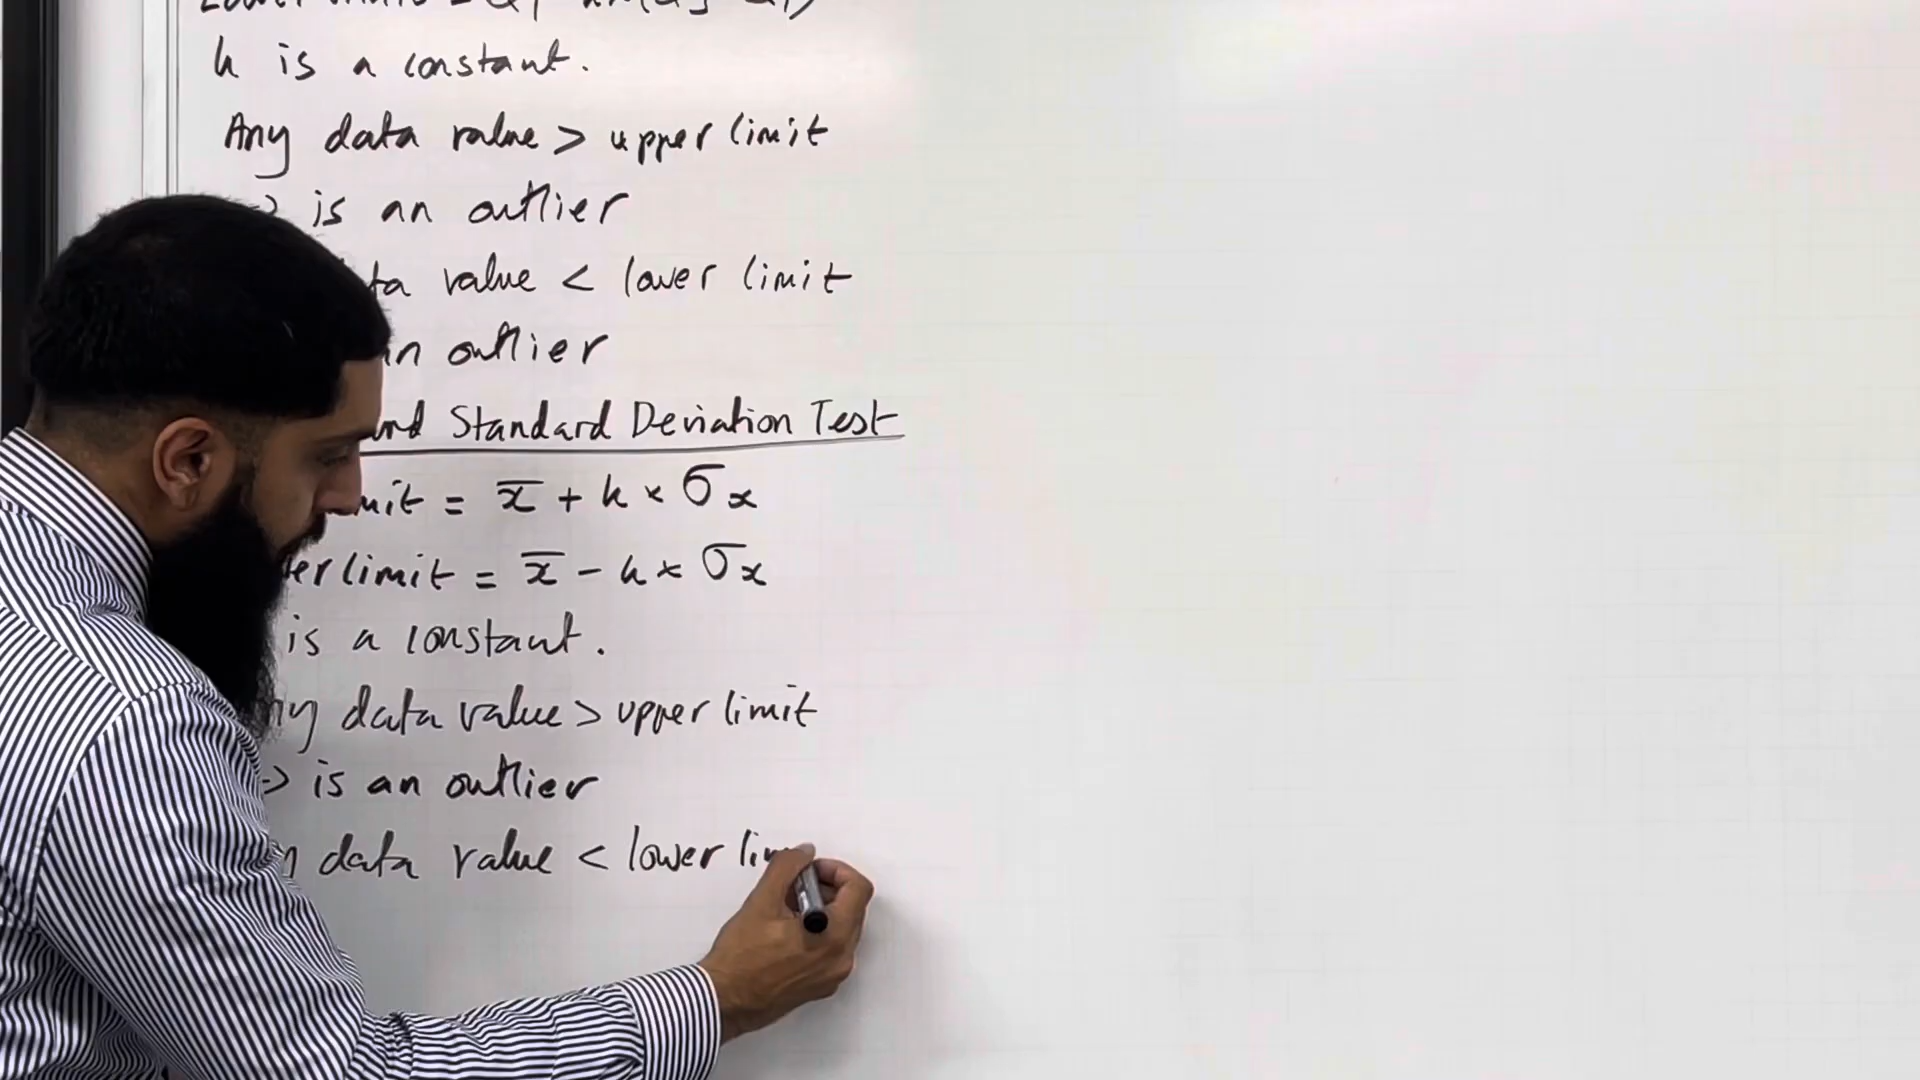 k is a constant.
Any data value > upper limit
is an outlier
value < lower limit
outlier
Standard Deviation Test
= x̅ + k × σx
limit = x̅ - k × σx
is a constant.
data value > upper limit
→ is an outlier
data value < lower